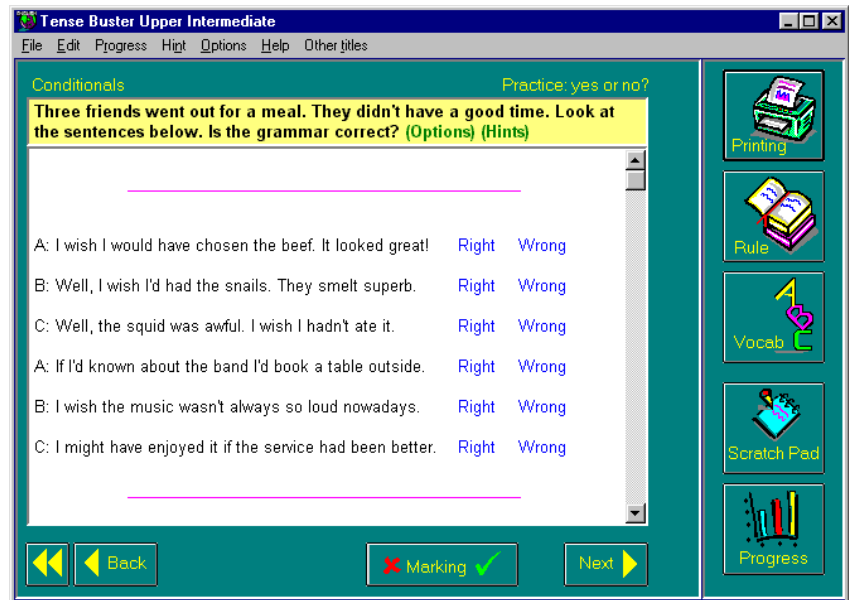 Tense Buster Upper Intermediate
File Edit Progress Hint Options Help Other titles
Conditionals Practice: yes or no?
Three friends went out for a meal. They didn't have a good time. Look at
the sentences below. Is the grammar correct? (Options) (Hints)
A: I wish I would have chosen the beef. It looked great! Right Wrong
B: Well, I wish I'd had the snails. They smelt superb. Right Wrong
C: Well, the squid was awful. I wish I hadn't ate it. Right Wrong
A: If I'd known about the band I'd book a table outside. Right Wrong
B: I wish the music wasn't always so loud nowadays. Right Wrong
C: I might have enjoyed it if the service had been better. Right Wrong
Back Marking Next
Printing
Rule
A
B
Vocab C
Scratch Pad
Progress